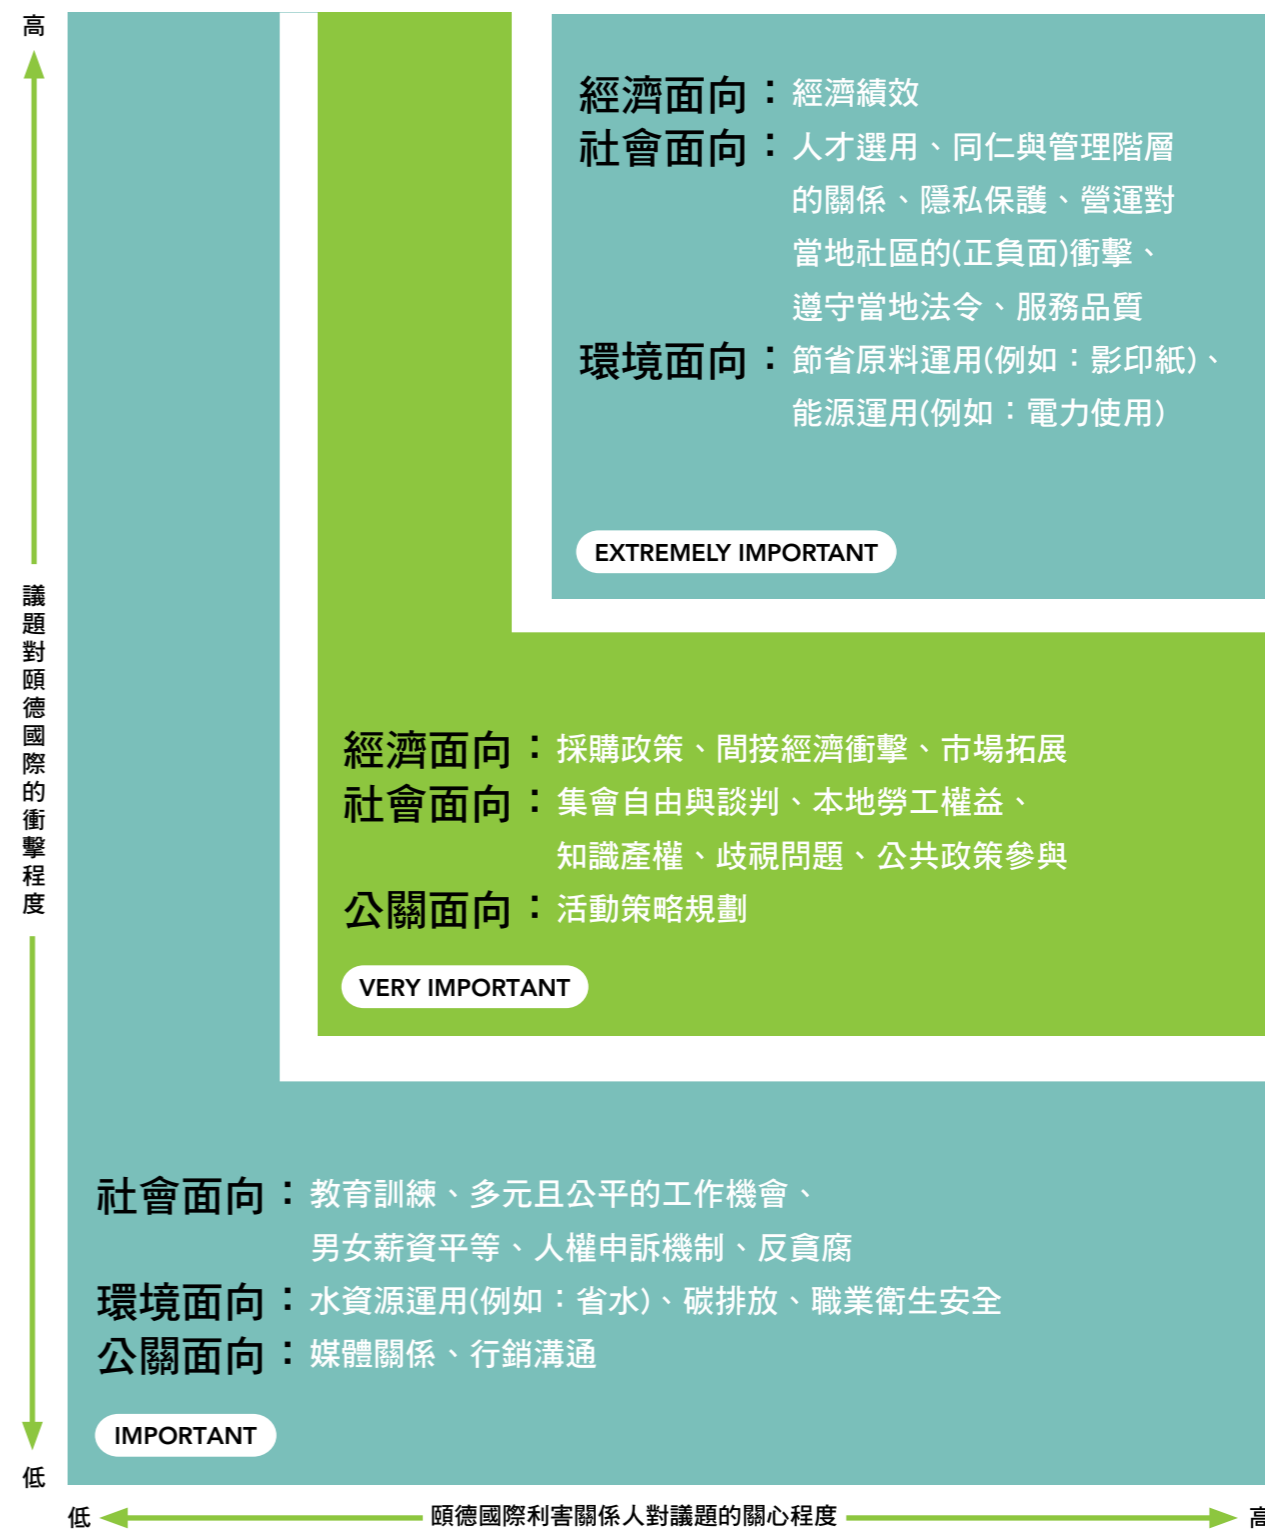 高
議題對頤德國際的衝擊程度
低
經濟面向：經濟績效
社會面向：人才選用、同仁與管理階層
的關係、隱私保護、營運對
當地社區的(正負面)衝擊、
遵守當地法令、服務品質
環境面向：節省原料運用(例如：影印紙)、
能源運用(例如：電力使用)
EXTREMELY IMPORTANT
經濟面向：採購政策、間接經濟衝擊、市場拓展
社會面向：集會自由與談判、本地勞工權益、
知識產權、歧視問題、公共政策參與
公關面向：活動策略規劃
VERY IMPORTANT
社會面向：教育訓練、多元且公平的工作機會、
男女薪資平等、人權申訴機制、反貪腐
環境面向：水資源運用(例如：省水)、碳排放、職業衛生安全
公關面向：媒體關係、行銷溝通
IMPORTANT
低 頤德國際利害關係人對議題的關心程度 高